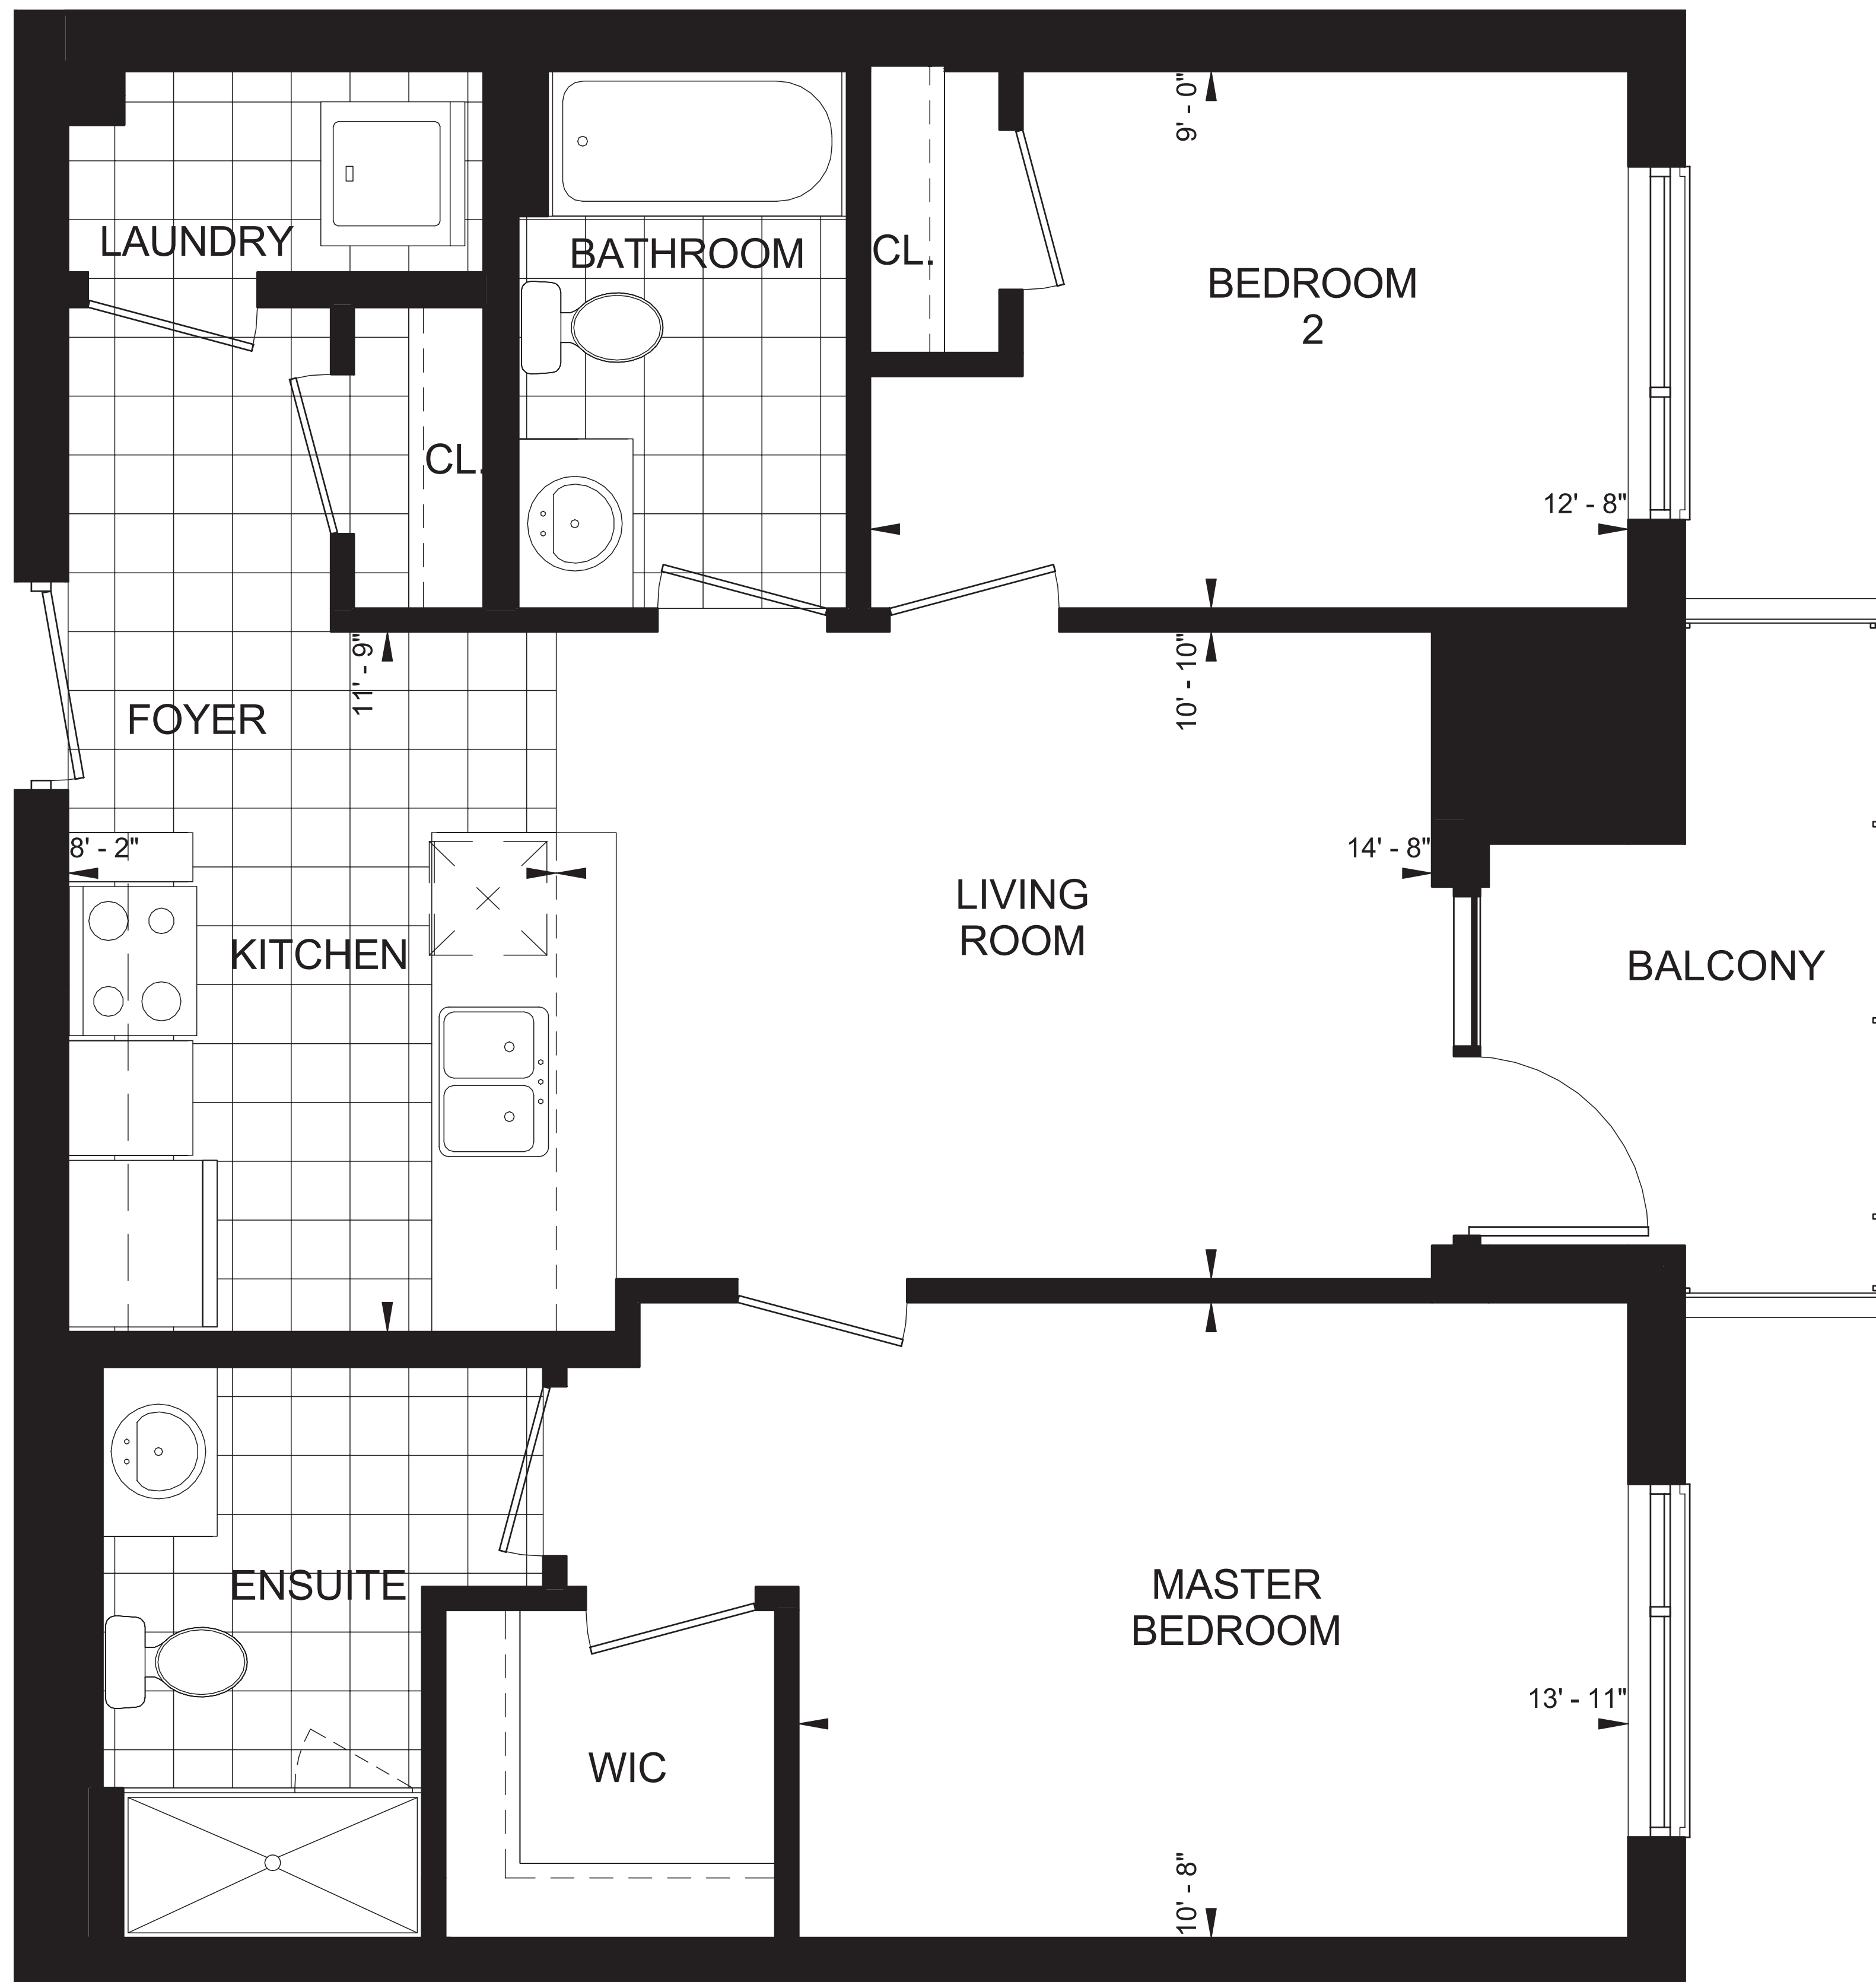 9' - 0"
LAUNDRY
BATHROOM
CL.
BEDROOM
2
CL.
12' - 8"
11' - 9"
10' - 10"
FOYER
8' - 2"
14' - 8"
LIVING
ROOM
KITCHEN
BALCONY
ENSUITE
MASTER
BEDROOM
13' - 11"
WIC
10' - 8"